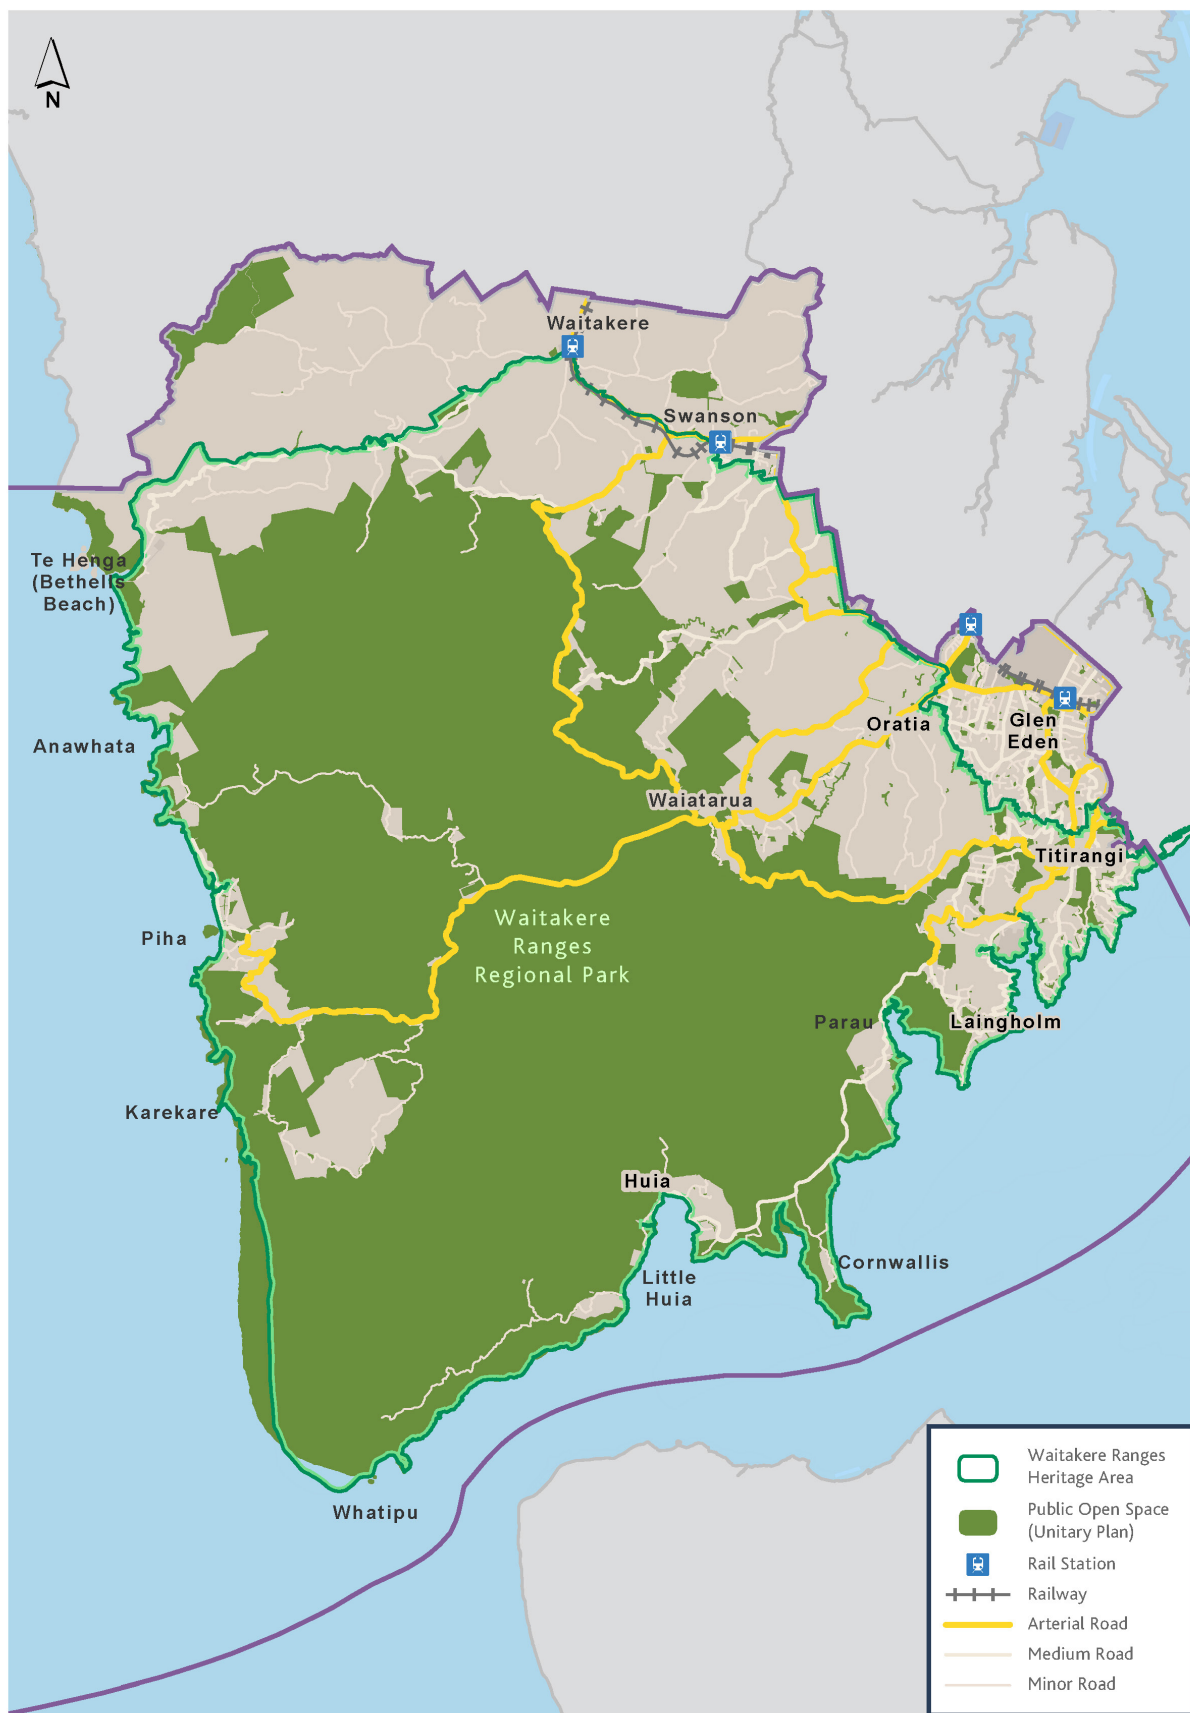 N
Waitakere
Swanson
Te Henga
(Bethells
Beach)
Anawhata
Oratia
Glen
Eden
Waiatarua
Titirangi
Waitakere
Ranges
Regional Park
Piha
Parau
Laingholm
Karekare
Huia
Cornwallis
Little
Huia
Whatipu
Waitakere Ranges
Heritage Area
Public Open Space
(Unitary Plan)
Rail Station
Railway
Arterial Road
Medium Road
Minor Road